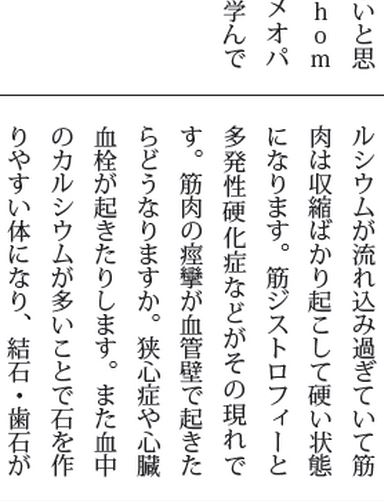 いと思
ｈｏｍ
メオパ
学んで
ルシウムが流れ込み過ぎていて筋
肉は収縮ばかり起こして硬い状態
になります。筋ジストロフィーと
多発性硬化症などがその現れで
す。筋肉の痙攣が血管壁で起きた
らどうなりますか。狭心症や心臓
血栓が起きたりします。また血中
のカルシウムが多いことで石を作
りやすい体になり、結石・歯石が